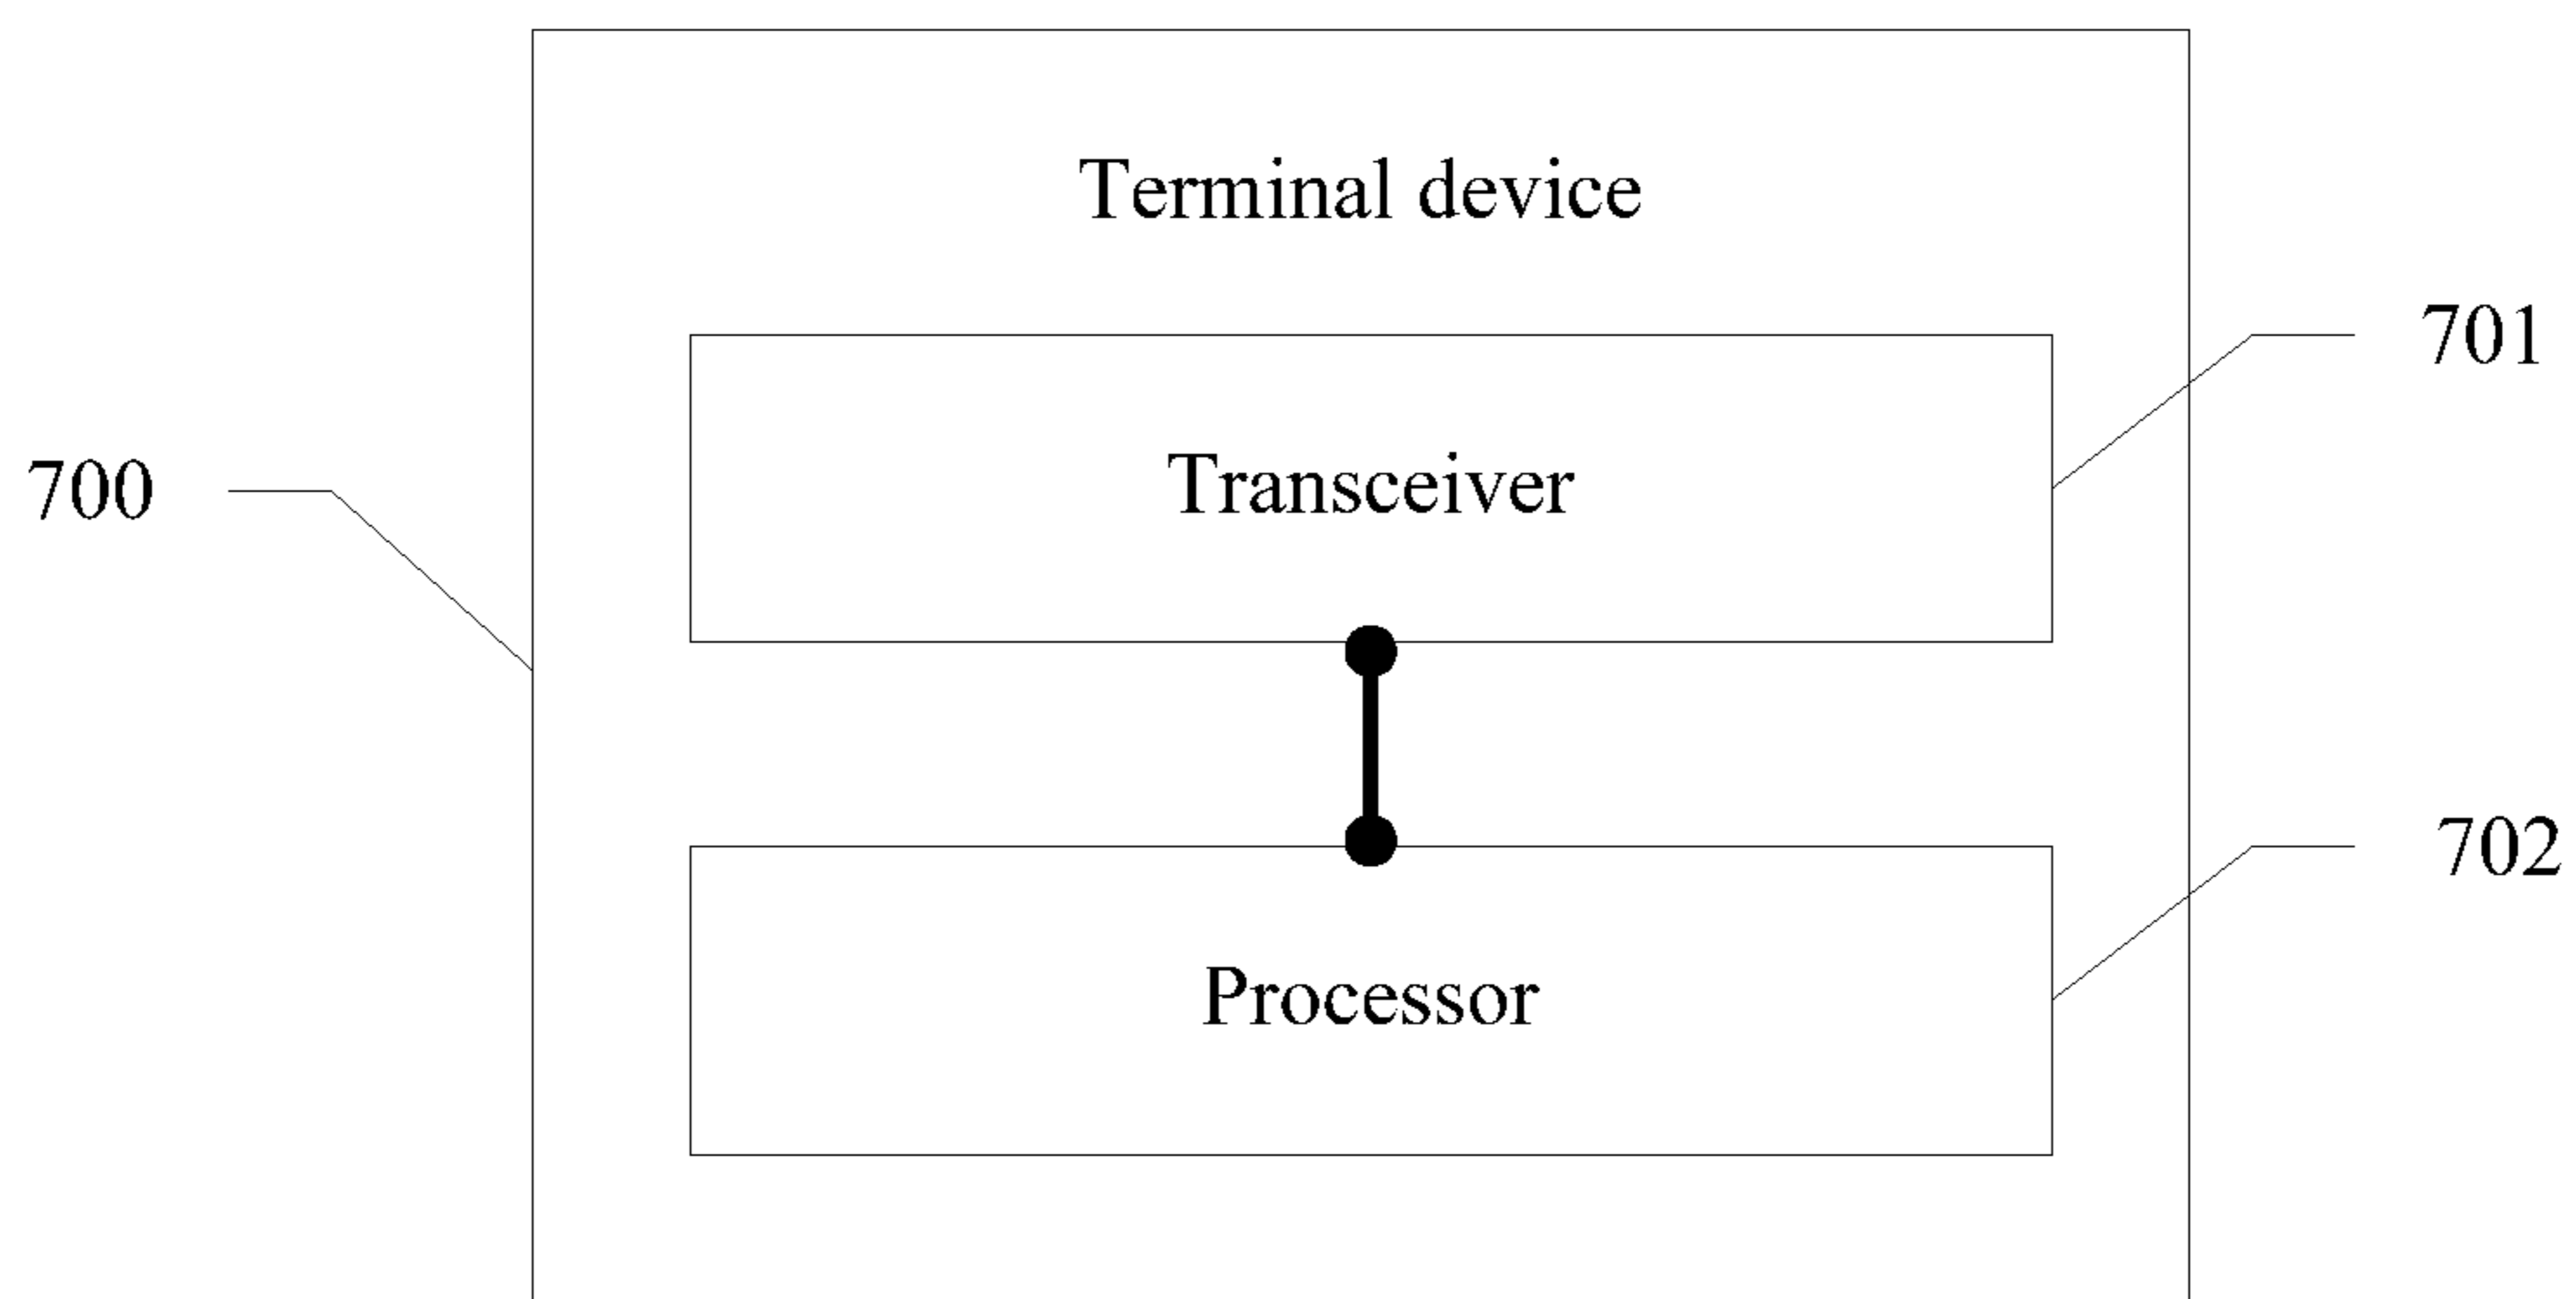 Terminal device
701
Transceiver
700
702
Processor